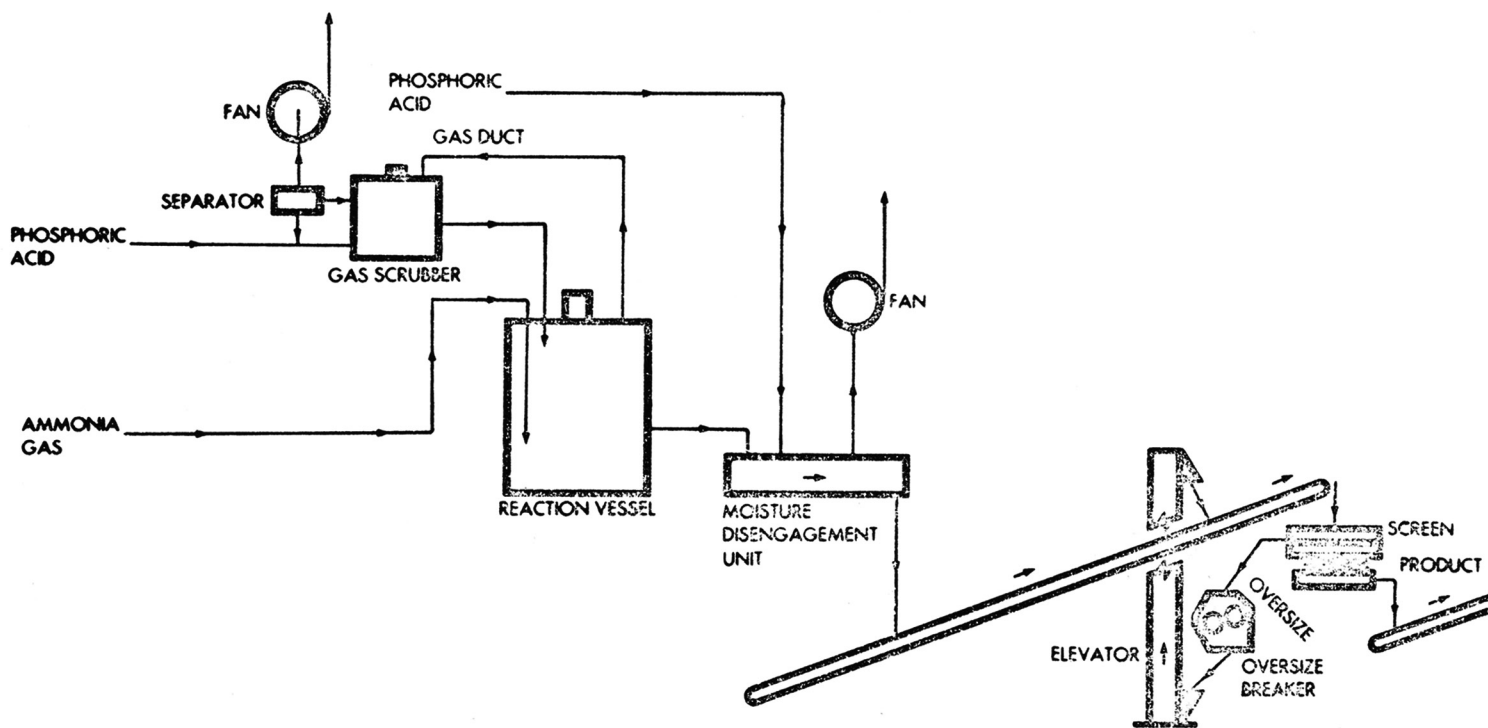 PHOSPHORIC
ACID
FAN
GAS DUCT
SEPARATOR
PHOSPHORIC
ACID
GAS SCRUBBER
FAN
AMMONIA
GAS
REACTION VESSEL
MOISTURE
DISENGAGEMENT
UNIT
SCREEN
PRODUCT
OVERSIZE
ELEVATOR
OVERSIZE
BREAKER